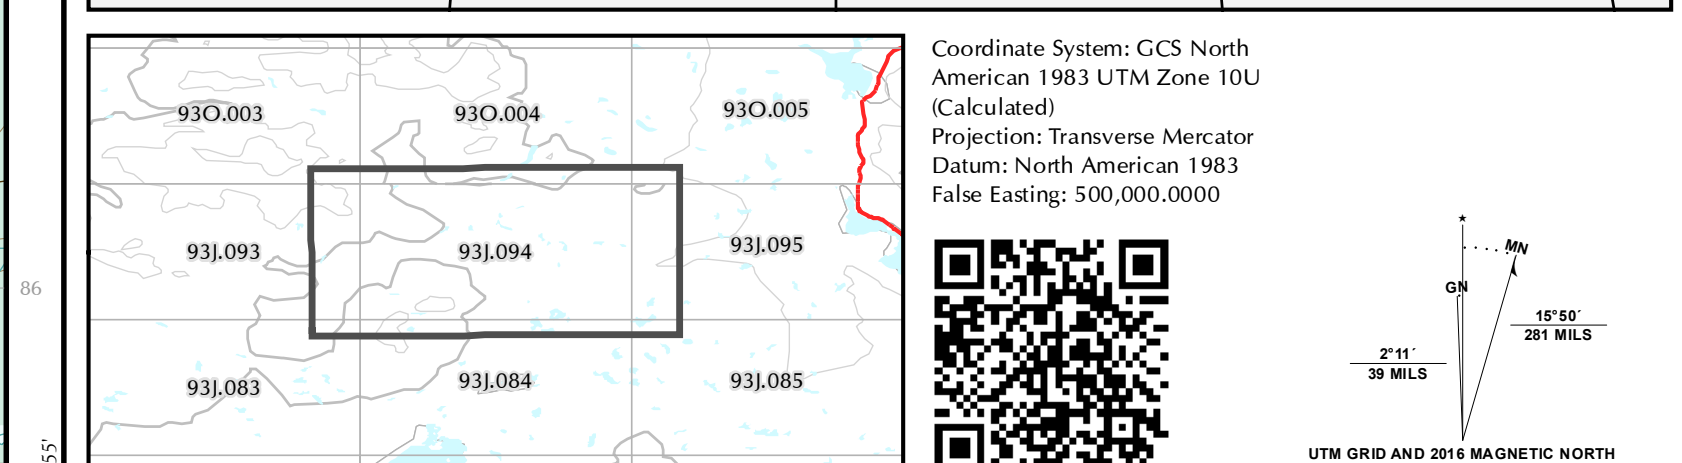 93O.003
93O.004
93O.005
93J.093
93J.094
93J.095
93J.083
93J.084
93J.085
86
55'
Coordinate System: GCS North
American 1983 UTM Zone 10U
(Calculated)
Projection: Transverse Mercator
Datum: North American 1983
False Easting: 500,000.0000
MN
GN
15°50´
281 MILS
2°11´
39 MILS
UTM GRID AND 2016 MAGNETIC NORTH